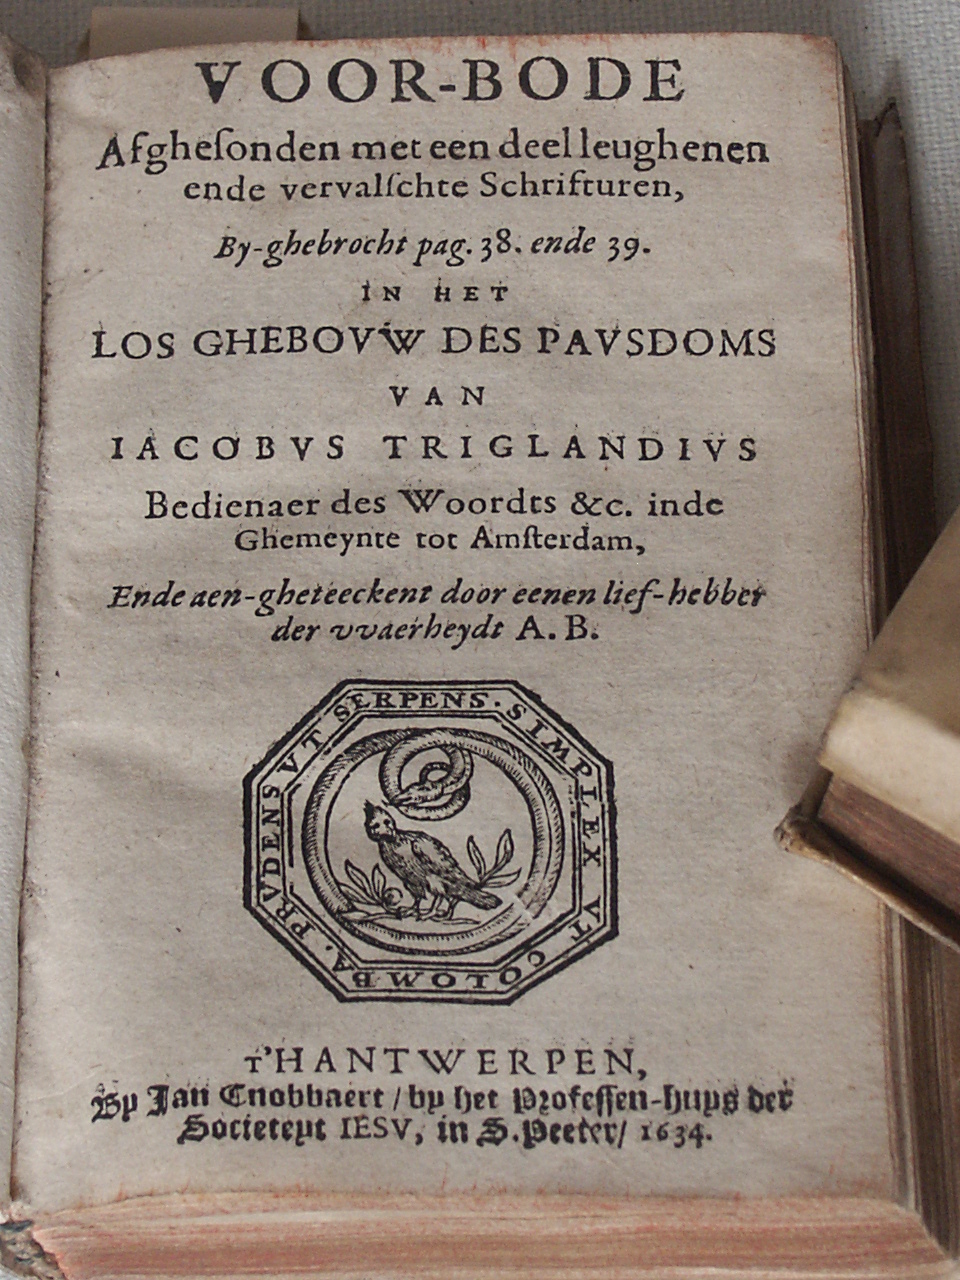 VOOR-BODE
Afgheſonden met een deel leughenen
ende vervalſchte Schrifturen,
By-ghebrocht pag. 38. ende 39.
IN HET
LOS GHEBOVW DES PAVSDOMS
VAN
IACOBVS TRIGLANDIVS
Bedienaer des Woordts &c. inde
Ghemeynte tot Amſterdam,
Ende aen-gheteeckent door eenen lief-hebber
der vvaerheydt A. B.
PRVDENS VT SERPENS. SIMPLEX VT COLOMBA.
T'HANTWERPEN,
By Jan Cnobbaert / by het Profeſſen-huys der
Societeyt IESV, in S. Peeter / 1634.